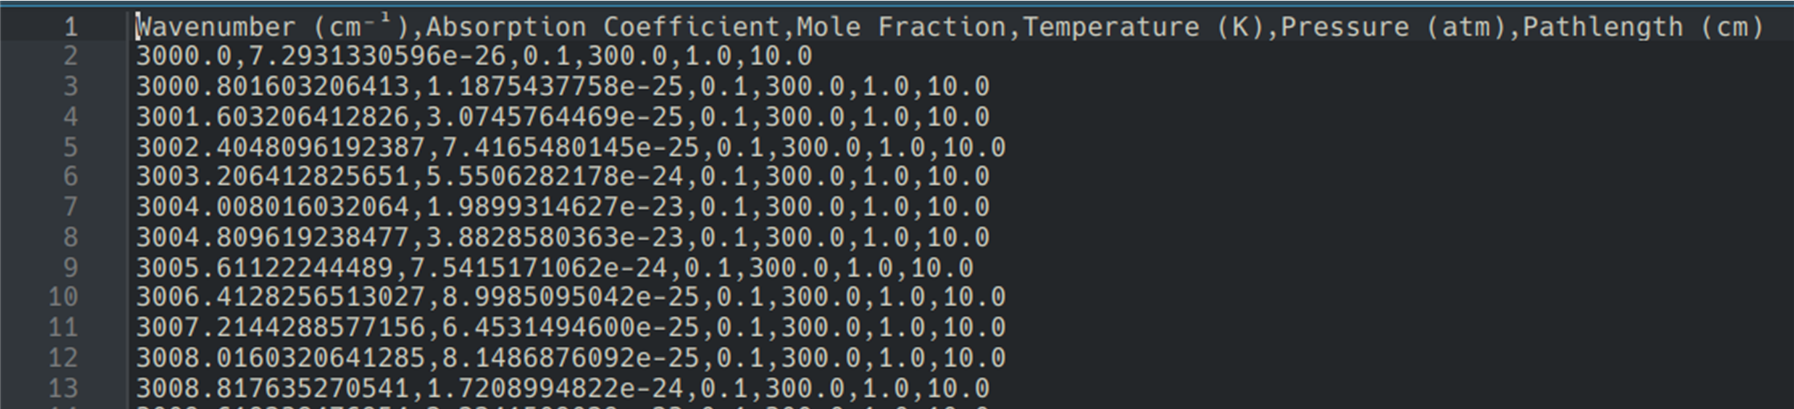 1 Wavenumber (cm⁻¹),Absorption Coefficient,Mole Fraction,Temperature (K),Pressure (atm),Pathlength (cm)
2 3000.0,7.2931330596e-26,0.1,300.0,1.0,10.0
3 3000.801603206413,1.1875437758e-25,0.1,300.0,1.0,10.0
4 3001.603206412826,3.0745764469e-25,0.1,300.0,1.0,10.0
5 3002.4048096192387,7.4165480145e-25,0.1,300.0,1.0,10.0
6 3003.206412825651,5.5506282178e-24,0.1,300.0,1.0,10.0
7 3004.008016032064,1.9899314627e-23,0.1,300.0,1.0,10.0
8 3004.809619238477,3.8828580363e-23,0.1,300.0,1.0,10.0
9 3005.61122244489,7.5415171062e-24,0.1,300.0,1.0,10.0
10 3006.4128256513027,8.9985095042e-25,0.1,300.0,1.0,10.0
11 3007.2144288577156,6.4531494600e-25,0.1,300.0,1.0,10.0
12 3008.0160320641285,8.1486876092e-25,0.1,300.0,1.0,10.0
13 3008.817635270541,1.7208994822e-24,0.1,300.0,1.0,10.0